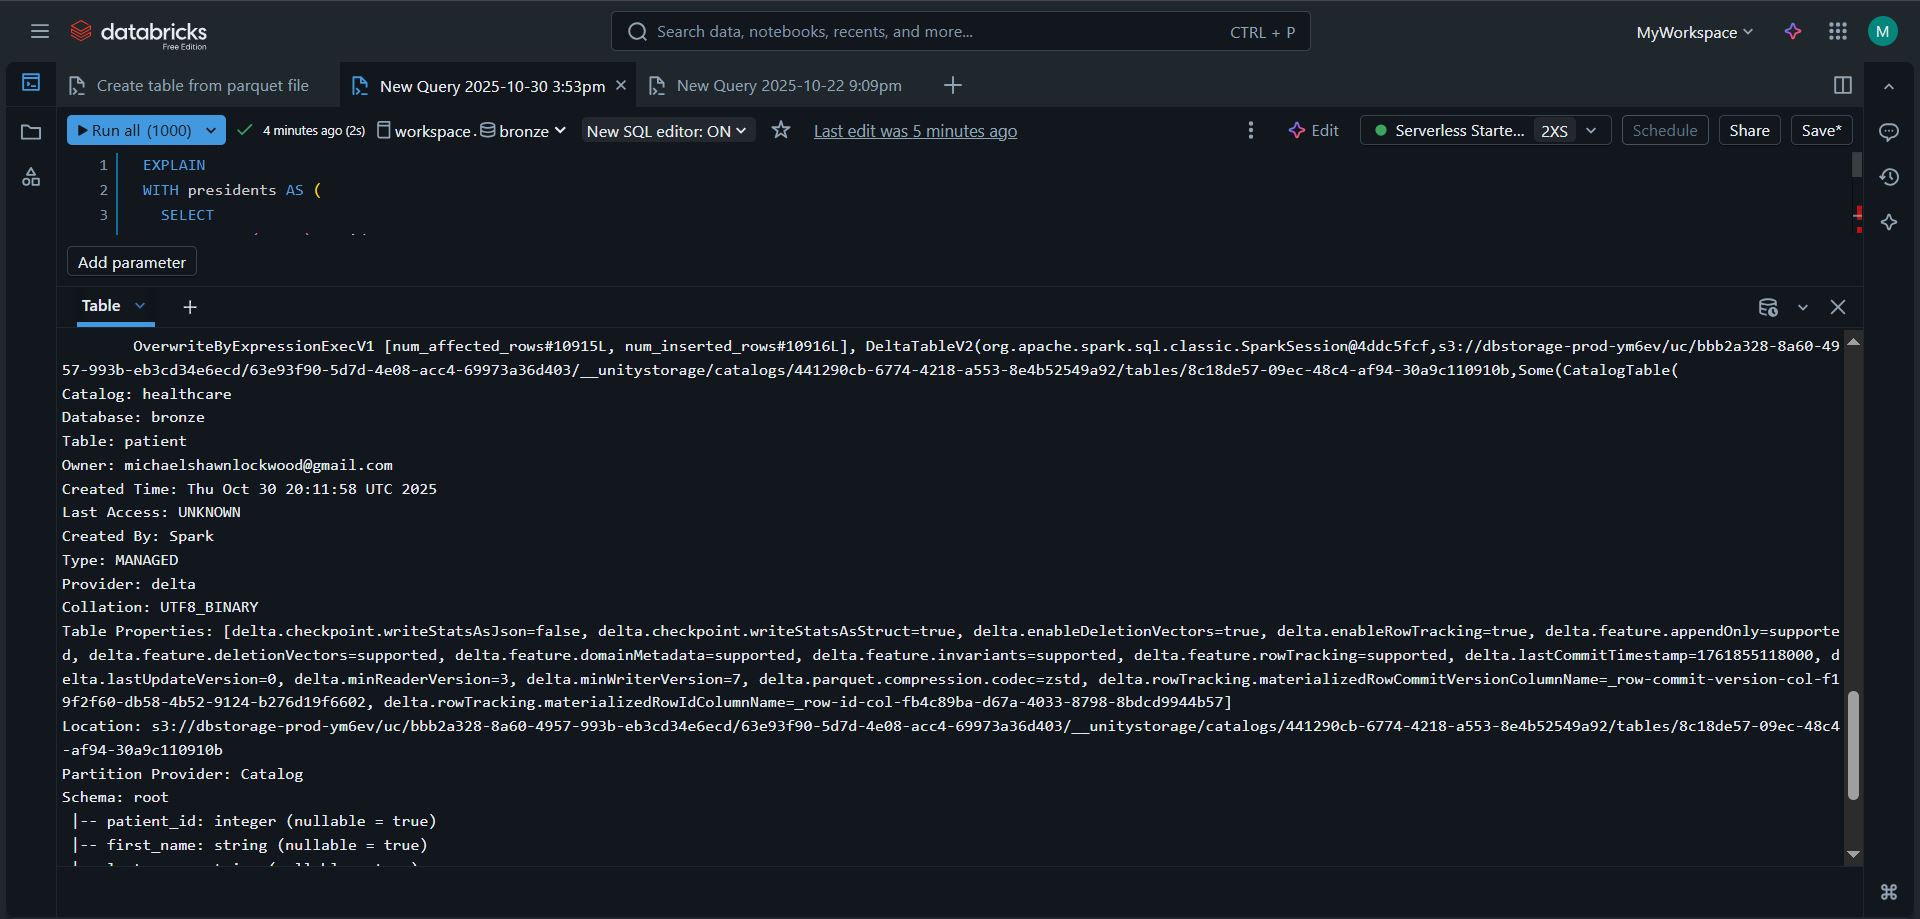 databricks
Free Edition
Search data, notebooks, recents, and more...
CTRL + P
MyWorkspace
M
Create table from parquet file
New Query 2025-10-30 3:53pm
New Query 2025-10-22 9:09pm
Run all (1000)
4 minutes ago (2s)
workspace.bronze
New SQL editor: ON
Last edit was 5 minutes ago
Edit
Serverless Starte...
2XS
Schedule
Share
Save*
1 EXPLAIN
2 WITH presidents AS (
3 SELECT
Add parameter
Table
OverwriteByExpressionExecV1 [num_affected_rows#10915L, num_inserted_rows#10916L], DeltaTableV2(org.apache.spark.sql.classic.SparkSession@4ddc5fcf,s3://dbstorage-prod-ym6ev/uc/bbb2a328-8a60-49
57-993b-eb3cd34e6ecd/63e93f90-5d7d-4e08-acc4-69973a36d403/__unitystorage/catalogs/441290cb-6774-4218-a553-8e4b52549a92/tables/8c18de57-09ec-48c4-af94-30a9c110910b,Some(CatalogTable(
Catalog: healthcare
Database: bronze
Table: patient
Owner: michaelshawnlockwood@gmail.com
Created Time: Thu Oct 30 20:11:58 UTC 2025
Last Access: UNKNOWN
Created By: Spark
Type: MANAGED
Provider: delta
Collation: UTF8_BINARY
Table Properties: [delta.checkpoint.writeStatsAsJson=false, delta.checkpoint.writeStatsAsStruct=true, delta.enableDeletionVectors=true, delta.enableRowTracking=true, delta.feature.appendOnly=supporte
d, delta.feature.deletionVectors=supported, delta.feature.domainMetadata=supported, delta.feature.invariants=supported, delta.feature.rowTracking=supported, delta.lastCommitTimestamp=1761855118000, d
elta.lastUpdateVersion=0, delta.minReaderVersion=3, delta.minWriterVersion=7, delta.parquet.compression.codec=zstd, delta.rowTracking.materializedRowCommitVersionColumnName=_row-commit-version-col-f1
9f2f60-db58-4b52-9124-b276d19f6602, delta.rowTracking.materializedRowIdColumnName=_row-id-col-fb4c89ba-d67a-4033-8798-8bdcd9944b57]
Location: s3://dbstorage-prod-ym6ev/uc/bbb2a328-8a60-4957-993b-eb3cd34e6ecd/63e93f90-5d7d-4e08-acc4-69973a36d403/__unitystorage/catalogs/441290cb-6774-4218-a553-8e4b52549a92/tables/8c18de57-09ec-48c4
-af94-30a9c110910b
Partition Provider: Catalog
Schema: root
|-- patient_id: integer (nullable = true)
|-- first_name: string (nullable = true)